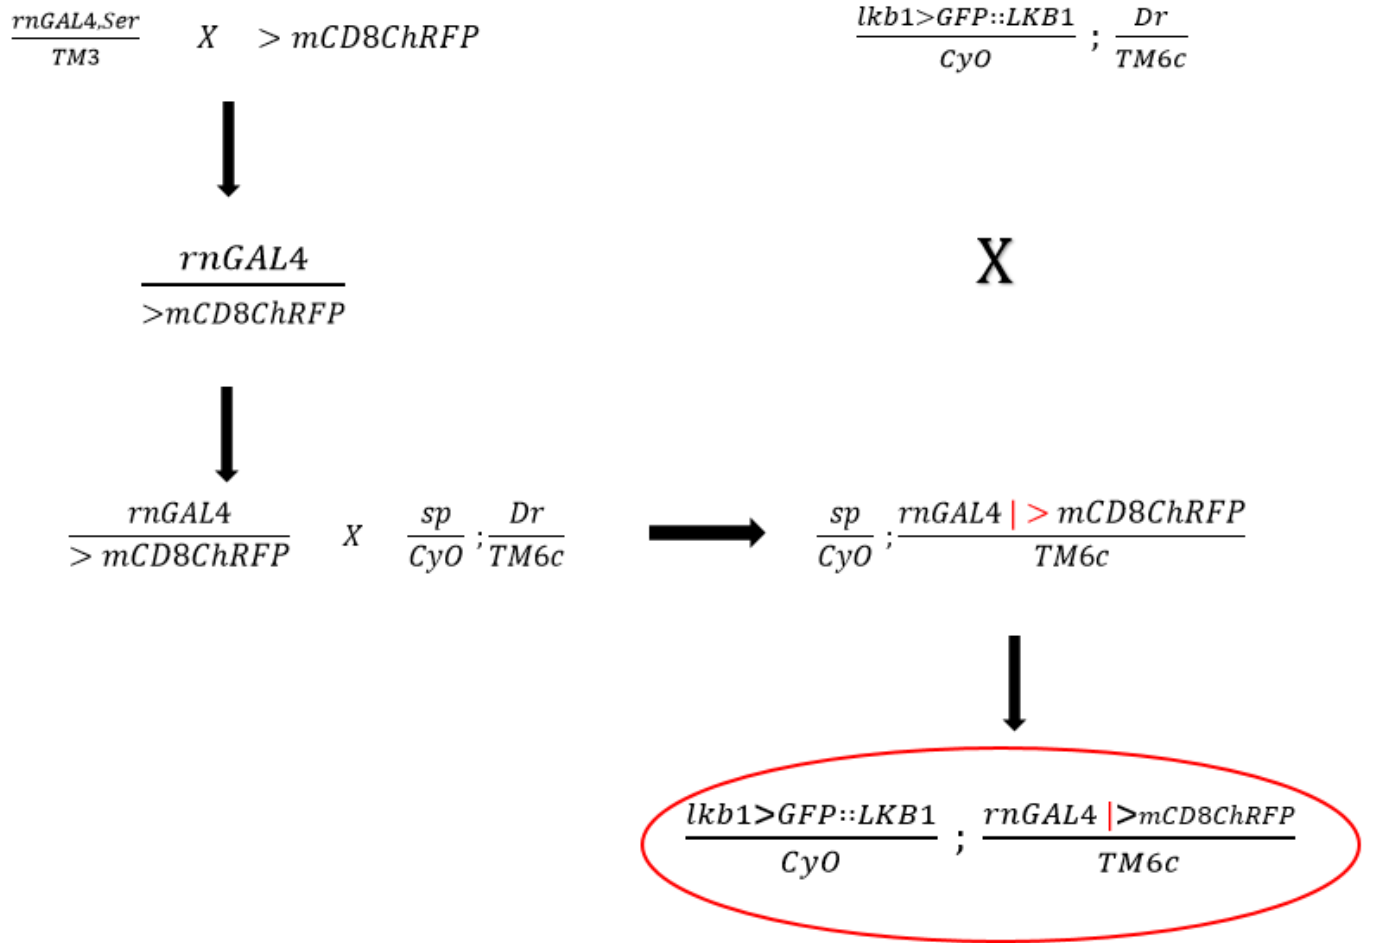 rnGAL4,Ser X > mCD8ChRFP
TM3
lkb1>GFP::LKB1 ; Dr
CyO TM6c
rnGAL4
>mCD8ChRFP
X
rnGAL4 X sp ; Dr
> mCD8ChRFP CyO TM6c
sp ; rnGAL4 | > mCD8ChRFP
CyO TM6c
lkb1>GFP::LKB1 ; rnGAL4 |>mCD8ChRFP
CyO TM6c